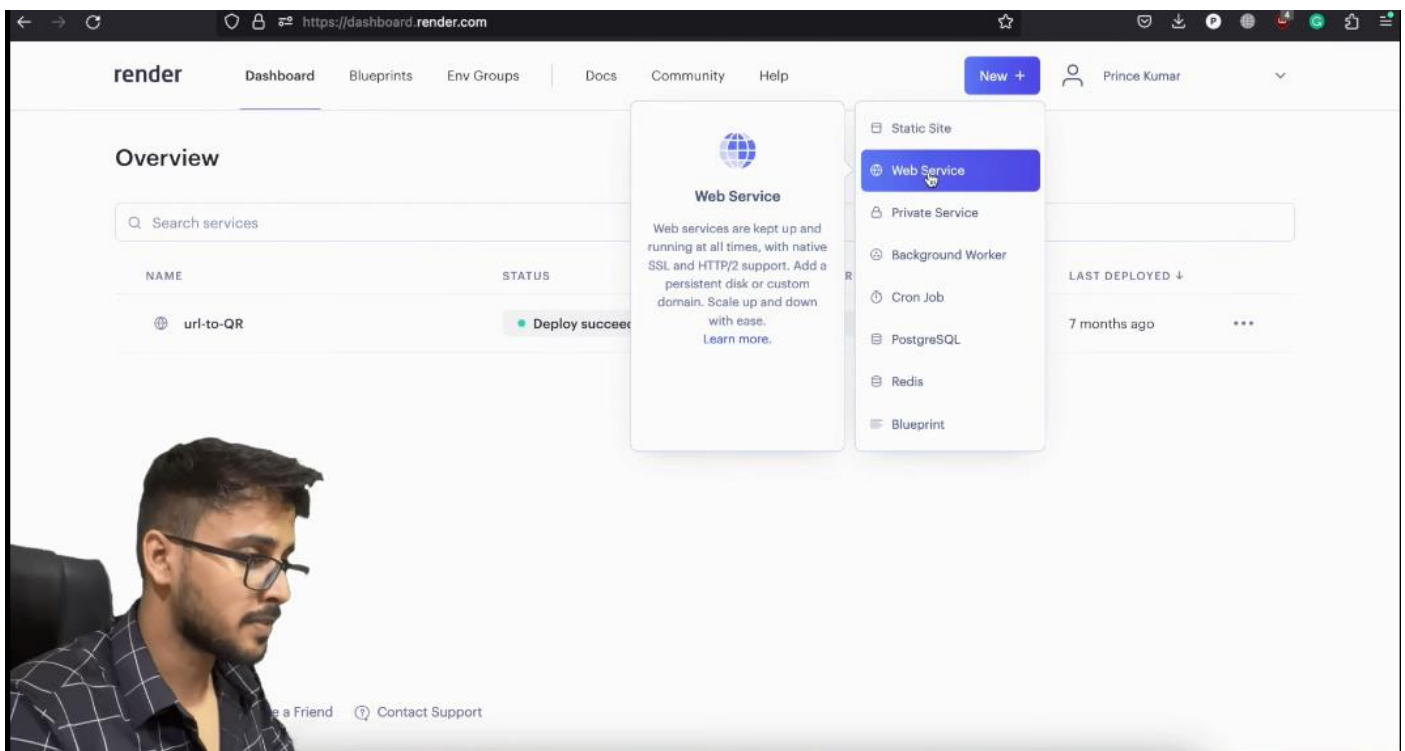 https://dashboard.render.com
P
4
G
render Dashboard Blueprints Env Groups Docs Community Help New + Prince Kumar
Static Site
Overview
Web Service
Web Service
Search services
Web services are kept up and
running at all times, with native
SSL and HTTP/2 support. Add a
persistent disk or custom
domain. Scale up and down
with ease.
Learn more.
Private Service
Background Worker
Cron Job
PostgreSQL
Redis
Blueprint
NAME STATUS R LAST DEPLOYED ↓
url-to-QR Deploy succeed 7 months ago •••
e a Friend Contact Support